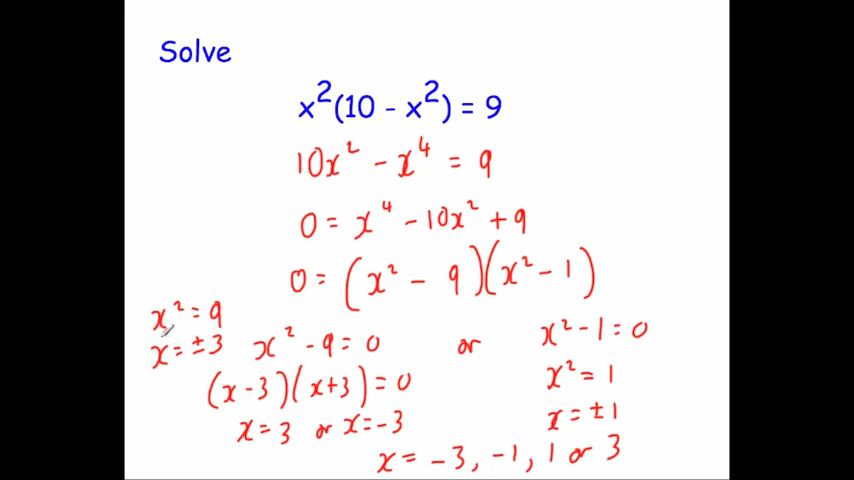 Solve
x²(10 - x²) = 9
10x² - x⁴ = 9
0 = x⁴ - 10x² + 9
0 = (x² - 9)(x² - 1)
x² = 9
x = ±3
x² - 9 = 0 or x² - 1 = 0
(x - 3)(x + 3) = 0
x² = 1
x = 3 or x = -3
x = ±1
x = -3, -1, 1 or 3